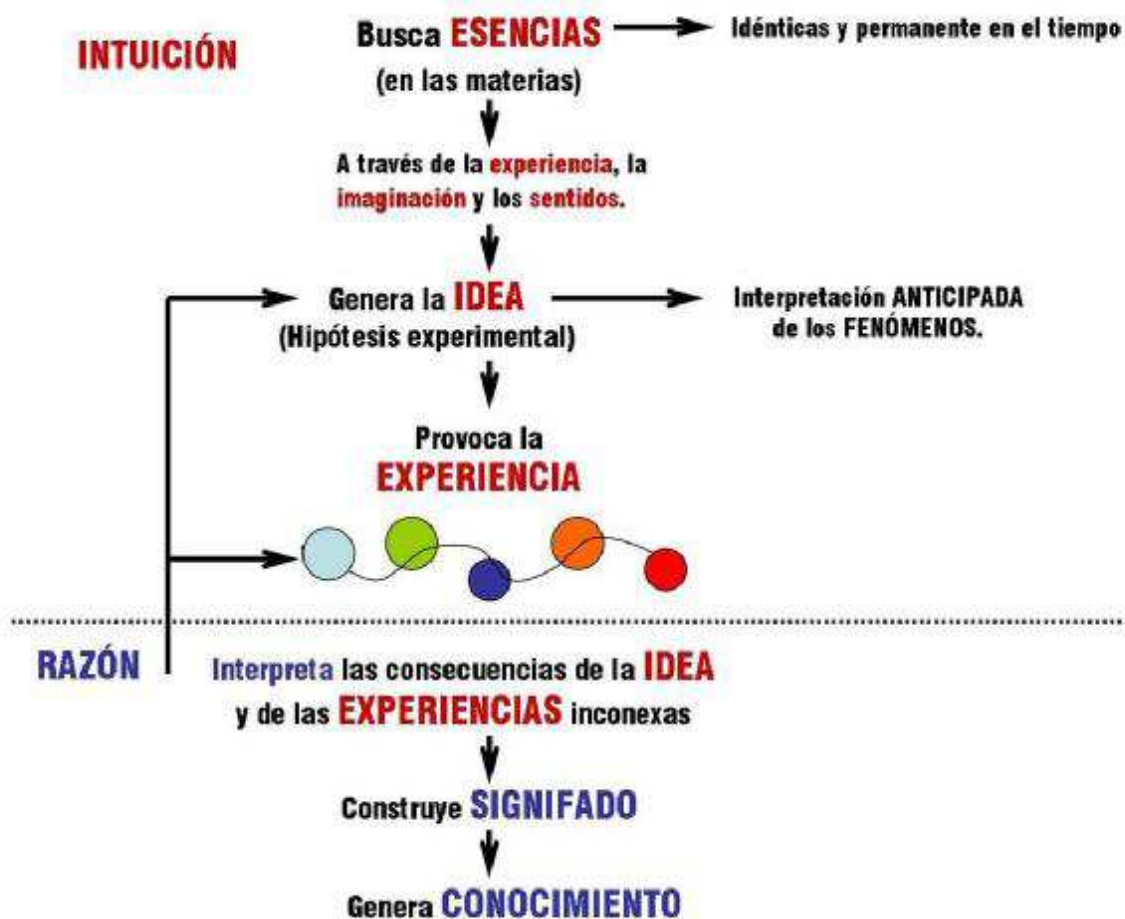 INTUICIÓN
Busca ESENCIAS
Idénticas y permanente en el tiempo
(en las materias)
A través de la experiencia, la
imaginación y los sentidos.
Genera la IDEA
(Hipótesis experimental)
Interpretación ANTICIPADA
de los FENÓMENOS.
Provoca la
EXPERIENCIA
RAZÓN
Interpreta las consecuencias de la IDEA
y de las EXPERIENCIAS inconexas
Construye SIGNIFADO
Genera CONOCIMIENTO